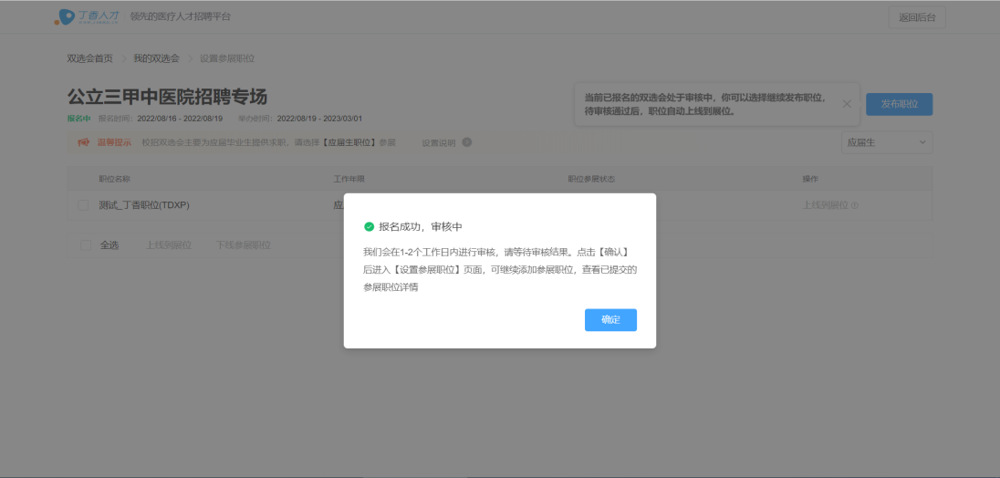 丁香人才 领先的医疗人才招聘平台 返回后台
双选会首页 > 我的双选会 > 设置参展职位
公立三甲中医院招聘专场
当前已报名的双选会处于审核中，你可以选择继续发布职位，
待审核通过后，职位自动上线到展位。
发布职位
报名中 报名时间：2022/08/16 - 2022/08/19 举办时间：2022/08/19 - 2023/03/01
温馨提示 校招双选会主要为应届毕业生提供求职，请选择【应届生职位】参展 设置说明 应届生
职位名称 工作年限 职位参展状态 操作
测试_丁香职位(TDXP) 应 上线到展位
全选 上线到展位 下线参展职位
报名成功，审核中
我们会在1-2个工作日内进行审核，请等待审核结果。点击【确认】
后进入【设置参展职位】页面，可继续添加参展职位，查看已提交的
参展职位详情
确定